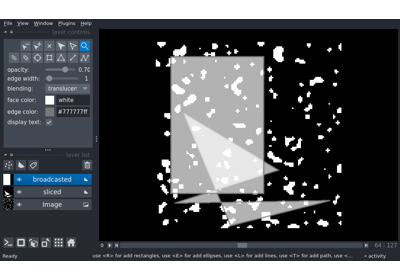 File View Window Plugins Help
layer controls
opacity: 0.70
edge width: 1
blending: translucen
face color: white
edge color: #777777ff
display text:
layer list
broadcasted
sliced
Image
64 127
Ready
use <R> for add rectangles, use <E> for add ellipses, use <L> for add lines, use <T> for add path, use <... activity